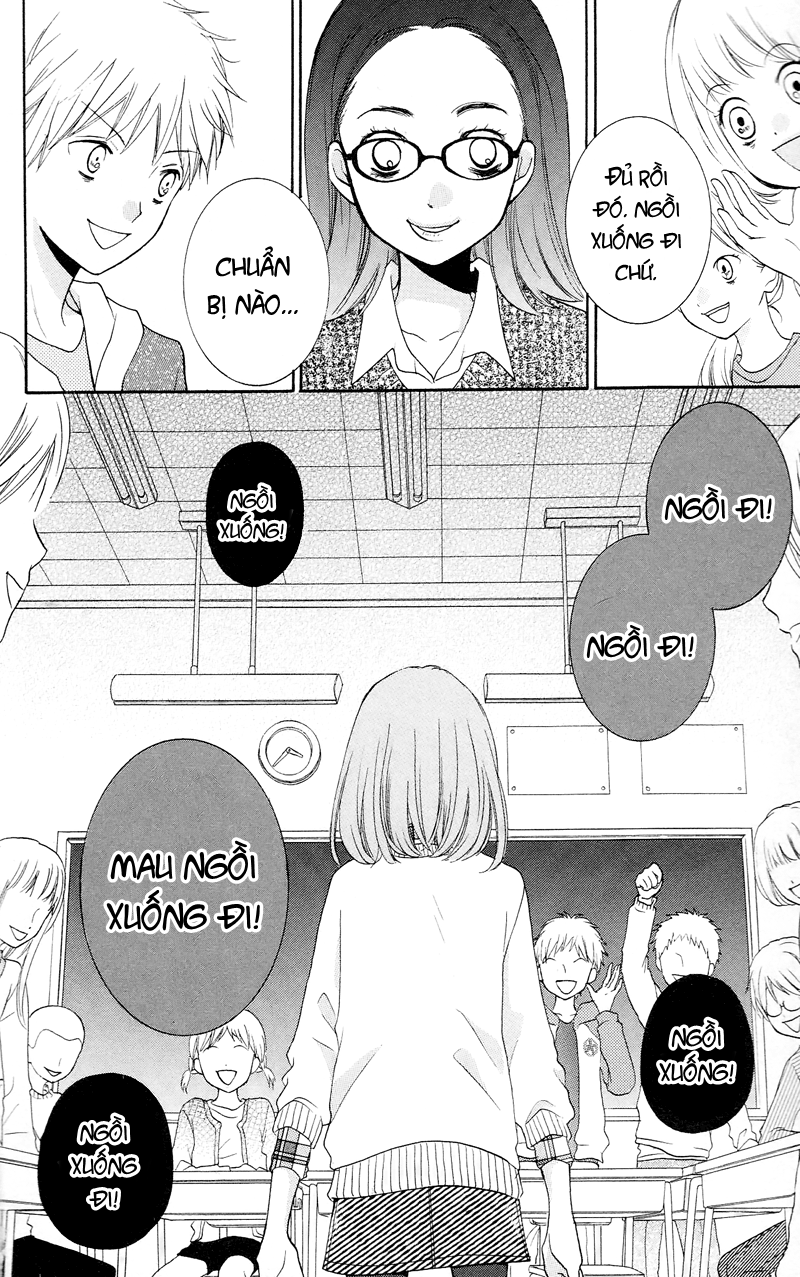 ĐỦ RỒI
ĐÓ. NGỒI
XUỐNG ĐI
CHỨ.
CHUẨN
BỊ NÀO...
NGỒI ĐI!
NGỒI ĐI!
NGỒI
XUỐNG!
MAU NGỒI
XUỐNG ĐI!
NGỒI
XUỐNG!
NGỒI
XUỐNG
ĐI!